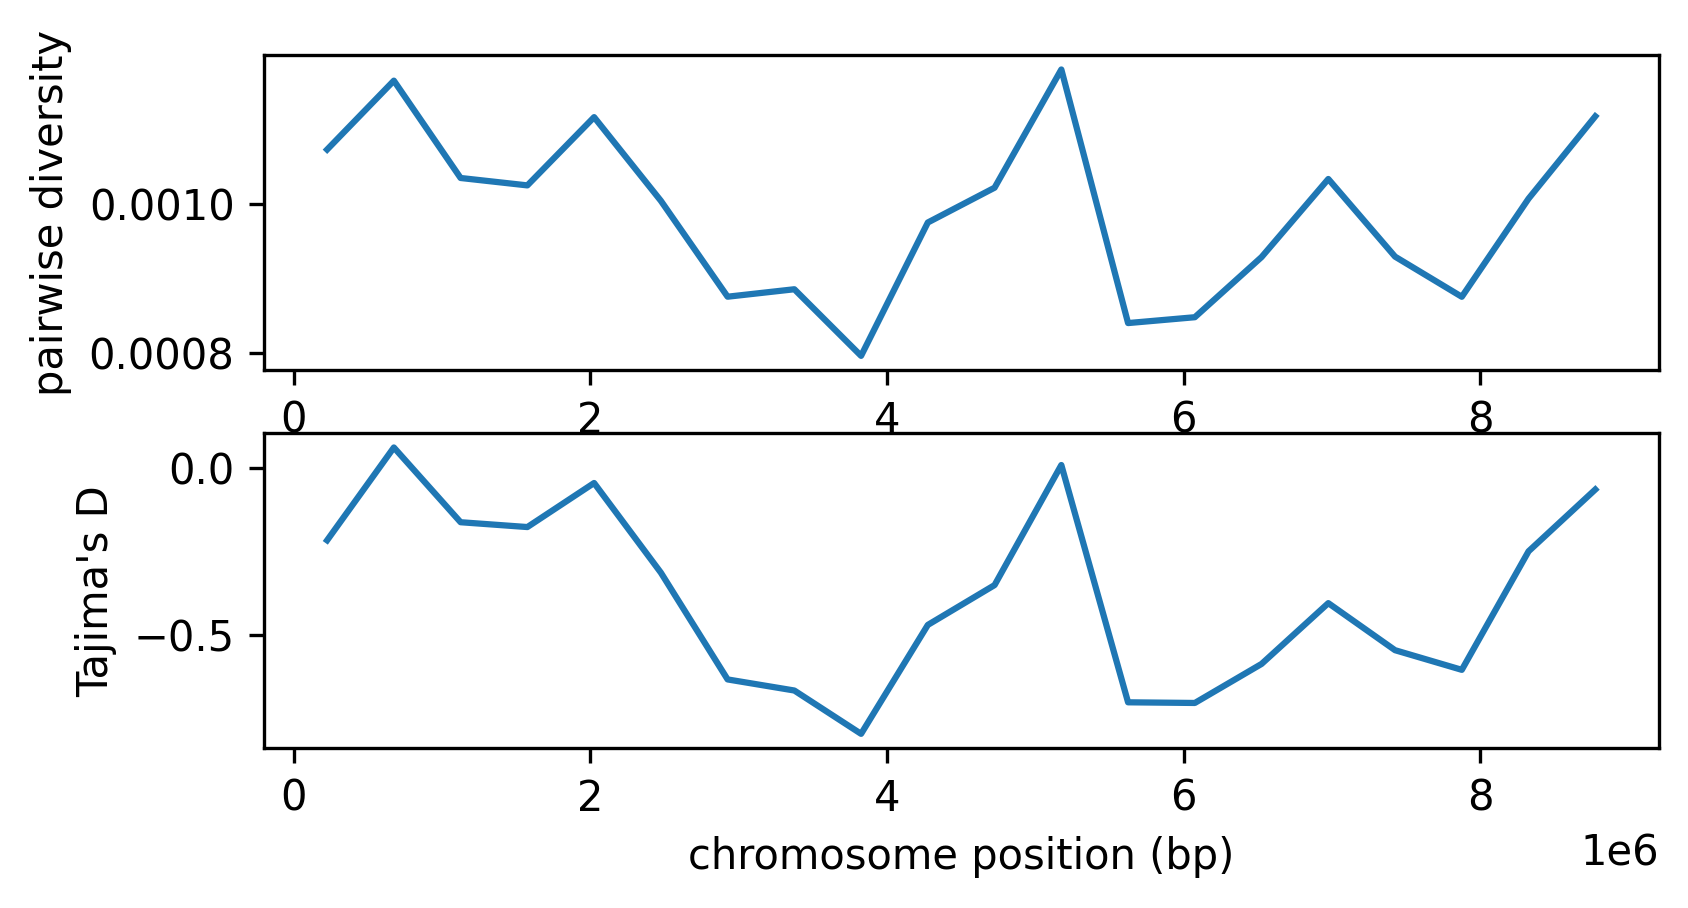 pairwise diversity
0.0010
0.0008
0 2 4 6 8
Tajima's D
0.0
−0.5
0 2 4 6 8
chromosome position (bp)
1e6